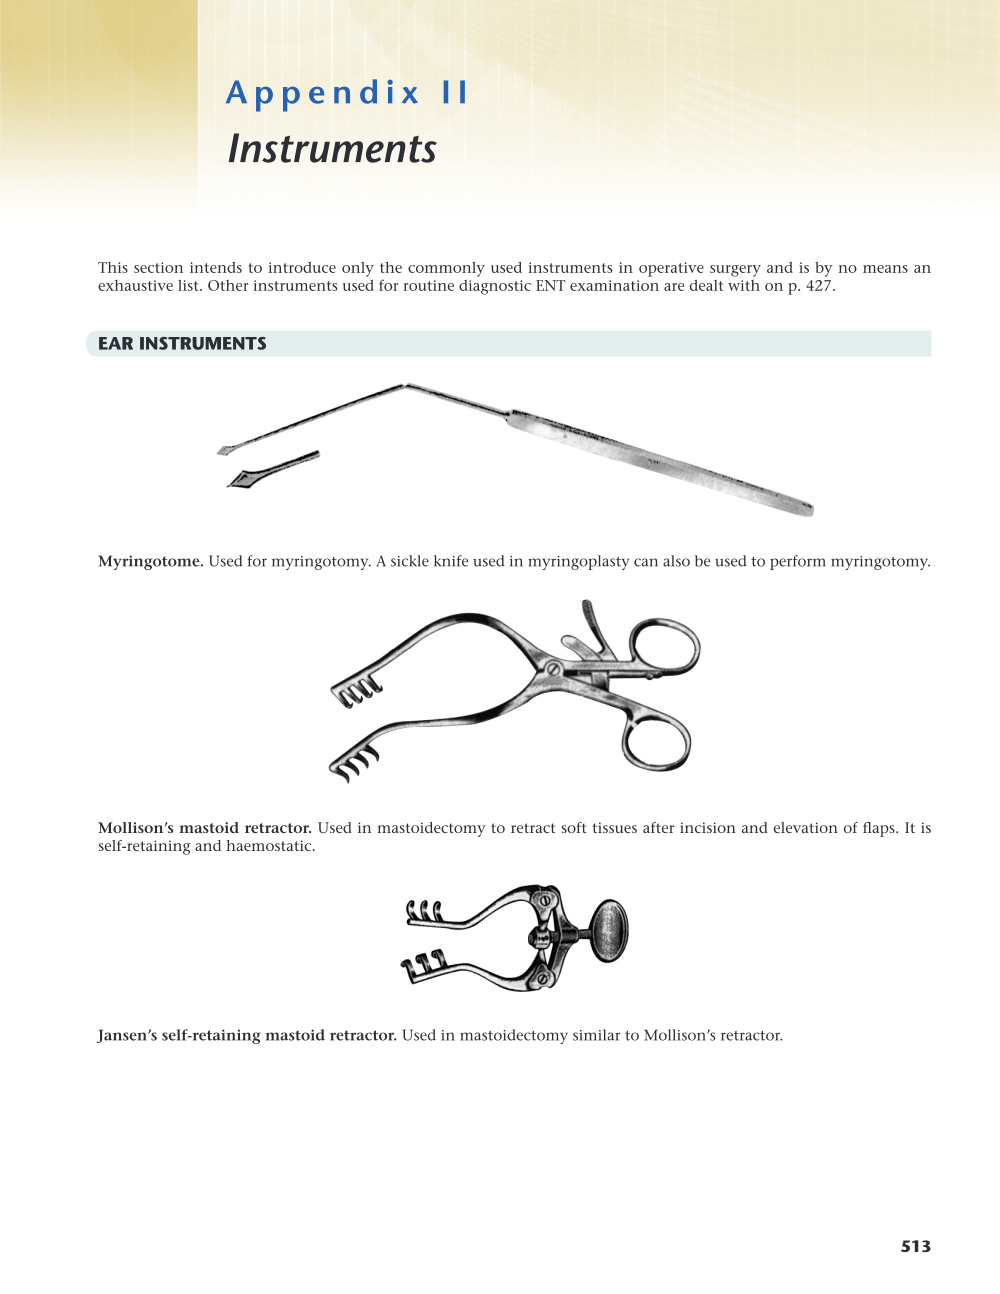 Appendix II
Instruments
This section intends to introduce only the commonly used instruments in operative surgery and is by no means an
exhaustive list. Other instruments used for routine diagnostic ENT examination are dealt with on p. 427.
EAR INSTRUMENTS
Myringotome. Used for myringotomy. A sickle knife used in myringoplasty can also be used to perform myringotomy.
Mollison’s mastoid retractor. Used in mastoidectomy to retract soft tissues after incision and elevation of flaps. It is
self-retaining and haemostatic.
Jansen’s self-retaining mastoid retractor. Used in mastoidectomy similar to Mollison’s retractor.
513